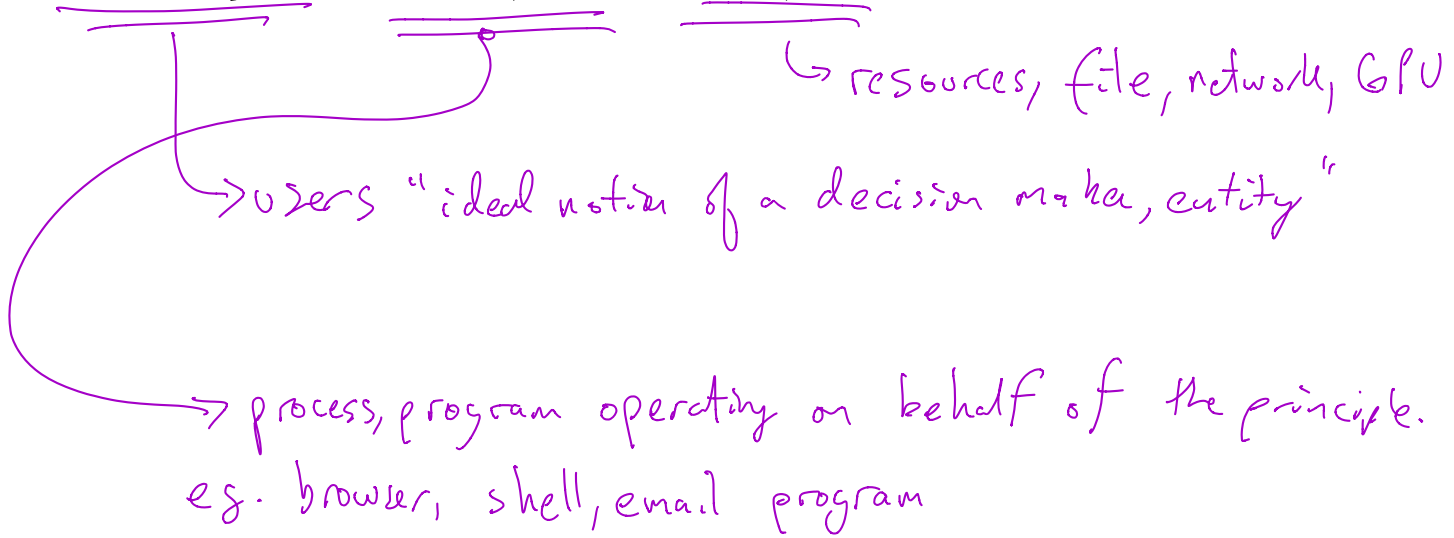 resources, file, network, GPU
users "ideal notion of a decision maker, entity"
process, program operating on behalf of the principle.
eg. browser, shell, email program